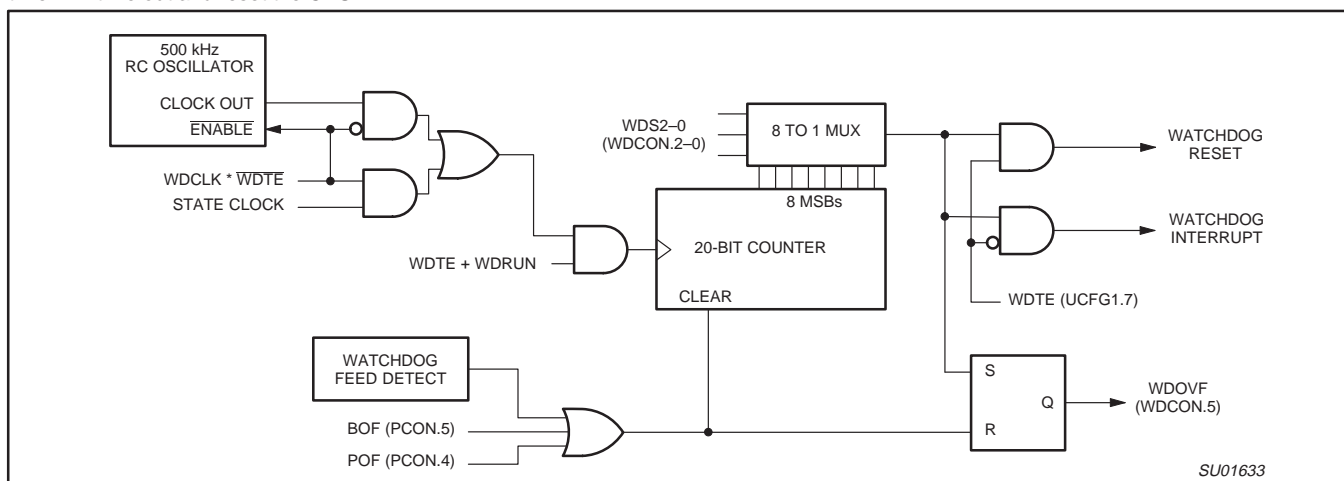 500 kHz
RC OSCILLATOR
CLOCK OUT
ENABLE
WDCLK * WDTE
STATE CLOCK
WDS2–0
(WDCON.2–0)
8 TO 1 MUX
8 MSBs
20-BIT COUNTER
CLEAR
WDTE + WDRUN
WATCHDOG
RESET
WATCHDOG
INTERRUPT
WDTE (UCFG1.7)
WATCHDOG
FEED DETECT
BOF (PCON.5)
POF (PCON.4)
S
Q
R
WDOVF
(WDCON.5)
SU01633